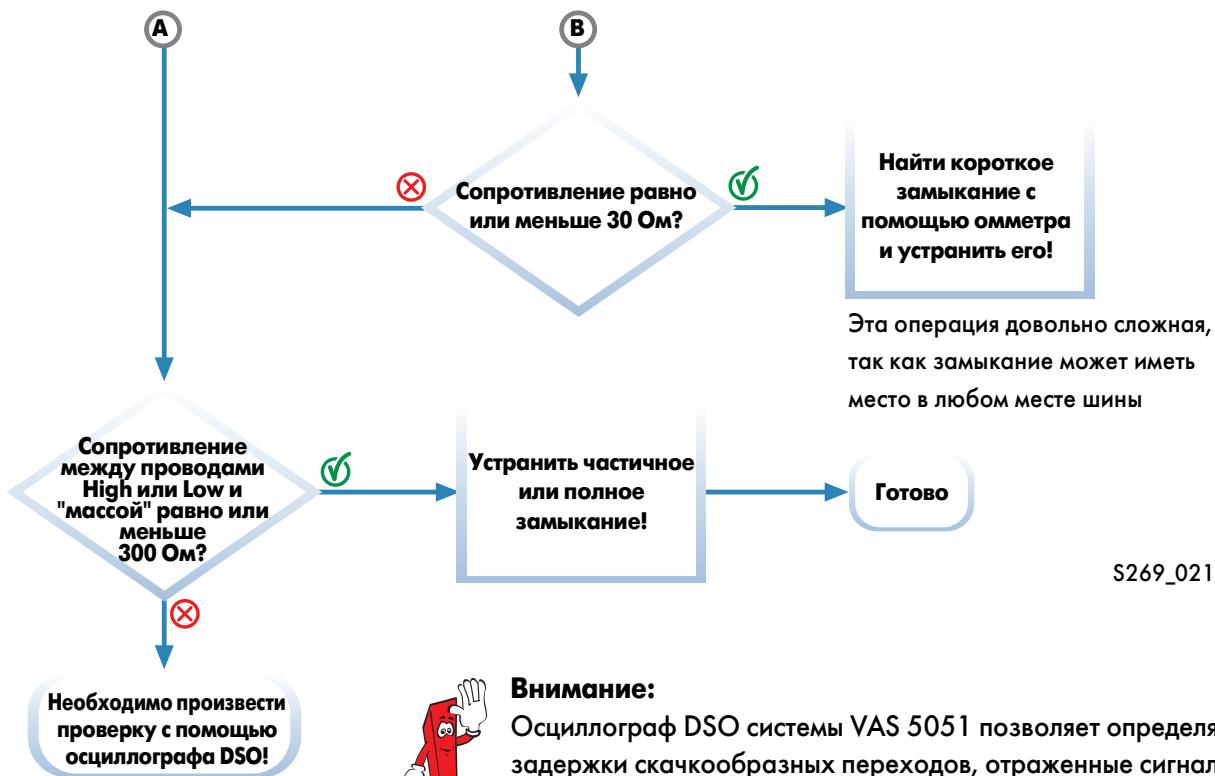 A
B
Сопротивление равно
или меньше 30 Ом?
Найти короткое
замыкание с
помощью омметра
и устранить его!
Эта операция довольно сложная,
так как замыкание может иметь
место в любом месте шины
Сопротивление
между проводами
High или Low и
"массой" равно или
меньше
300 Ом?
Устранить частичное
или полное
замыкание!
Готово
S269_021
Необходимо произвести
проверку с помощью
осциллографа DSO!
Внимание:
Осциллограф DSO системы VAS 5051 позволяет определя
задержки скачкообразных переходов, отраженные сигнал